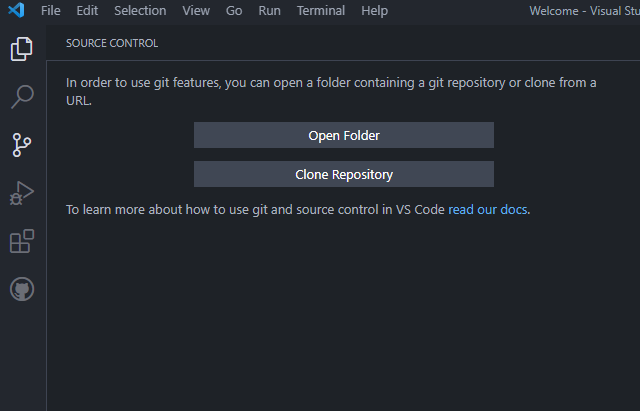 File Edit Selection View Go Run Terminal Help Welcome - Visual Stu
SOURCE CONTROL
In order to use git features, you can open a folder containing a git repository or clone from a
URL.
Open Folder
Clone Repository
To learn more about how to use git and source control in VS Code read our docs.